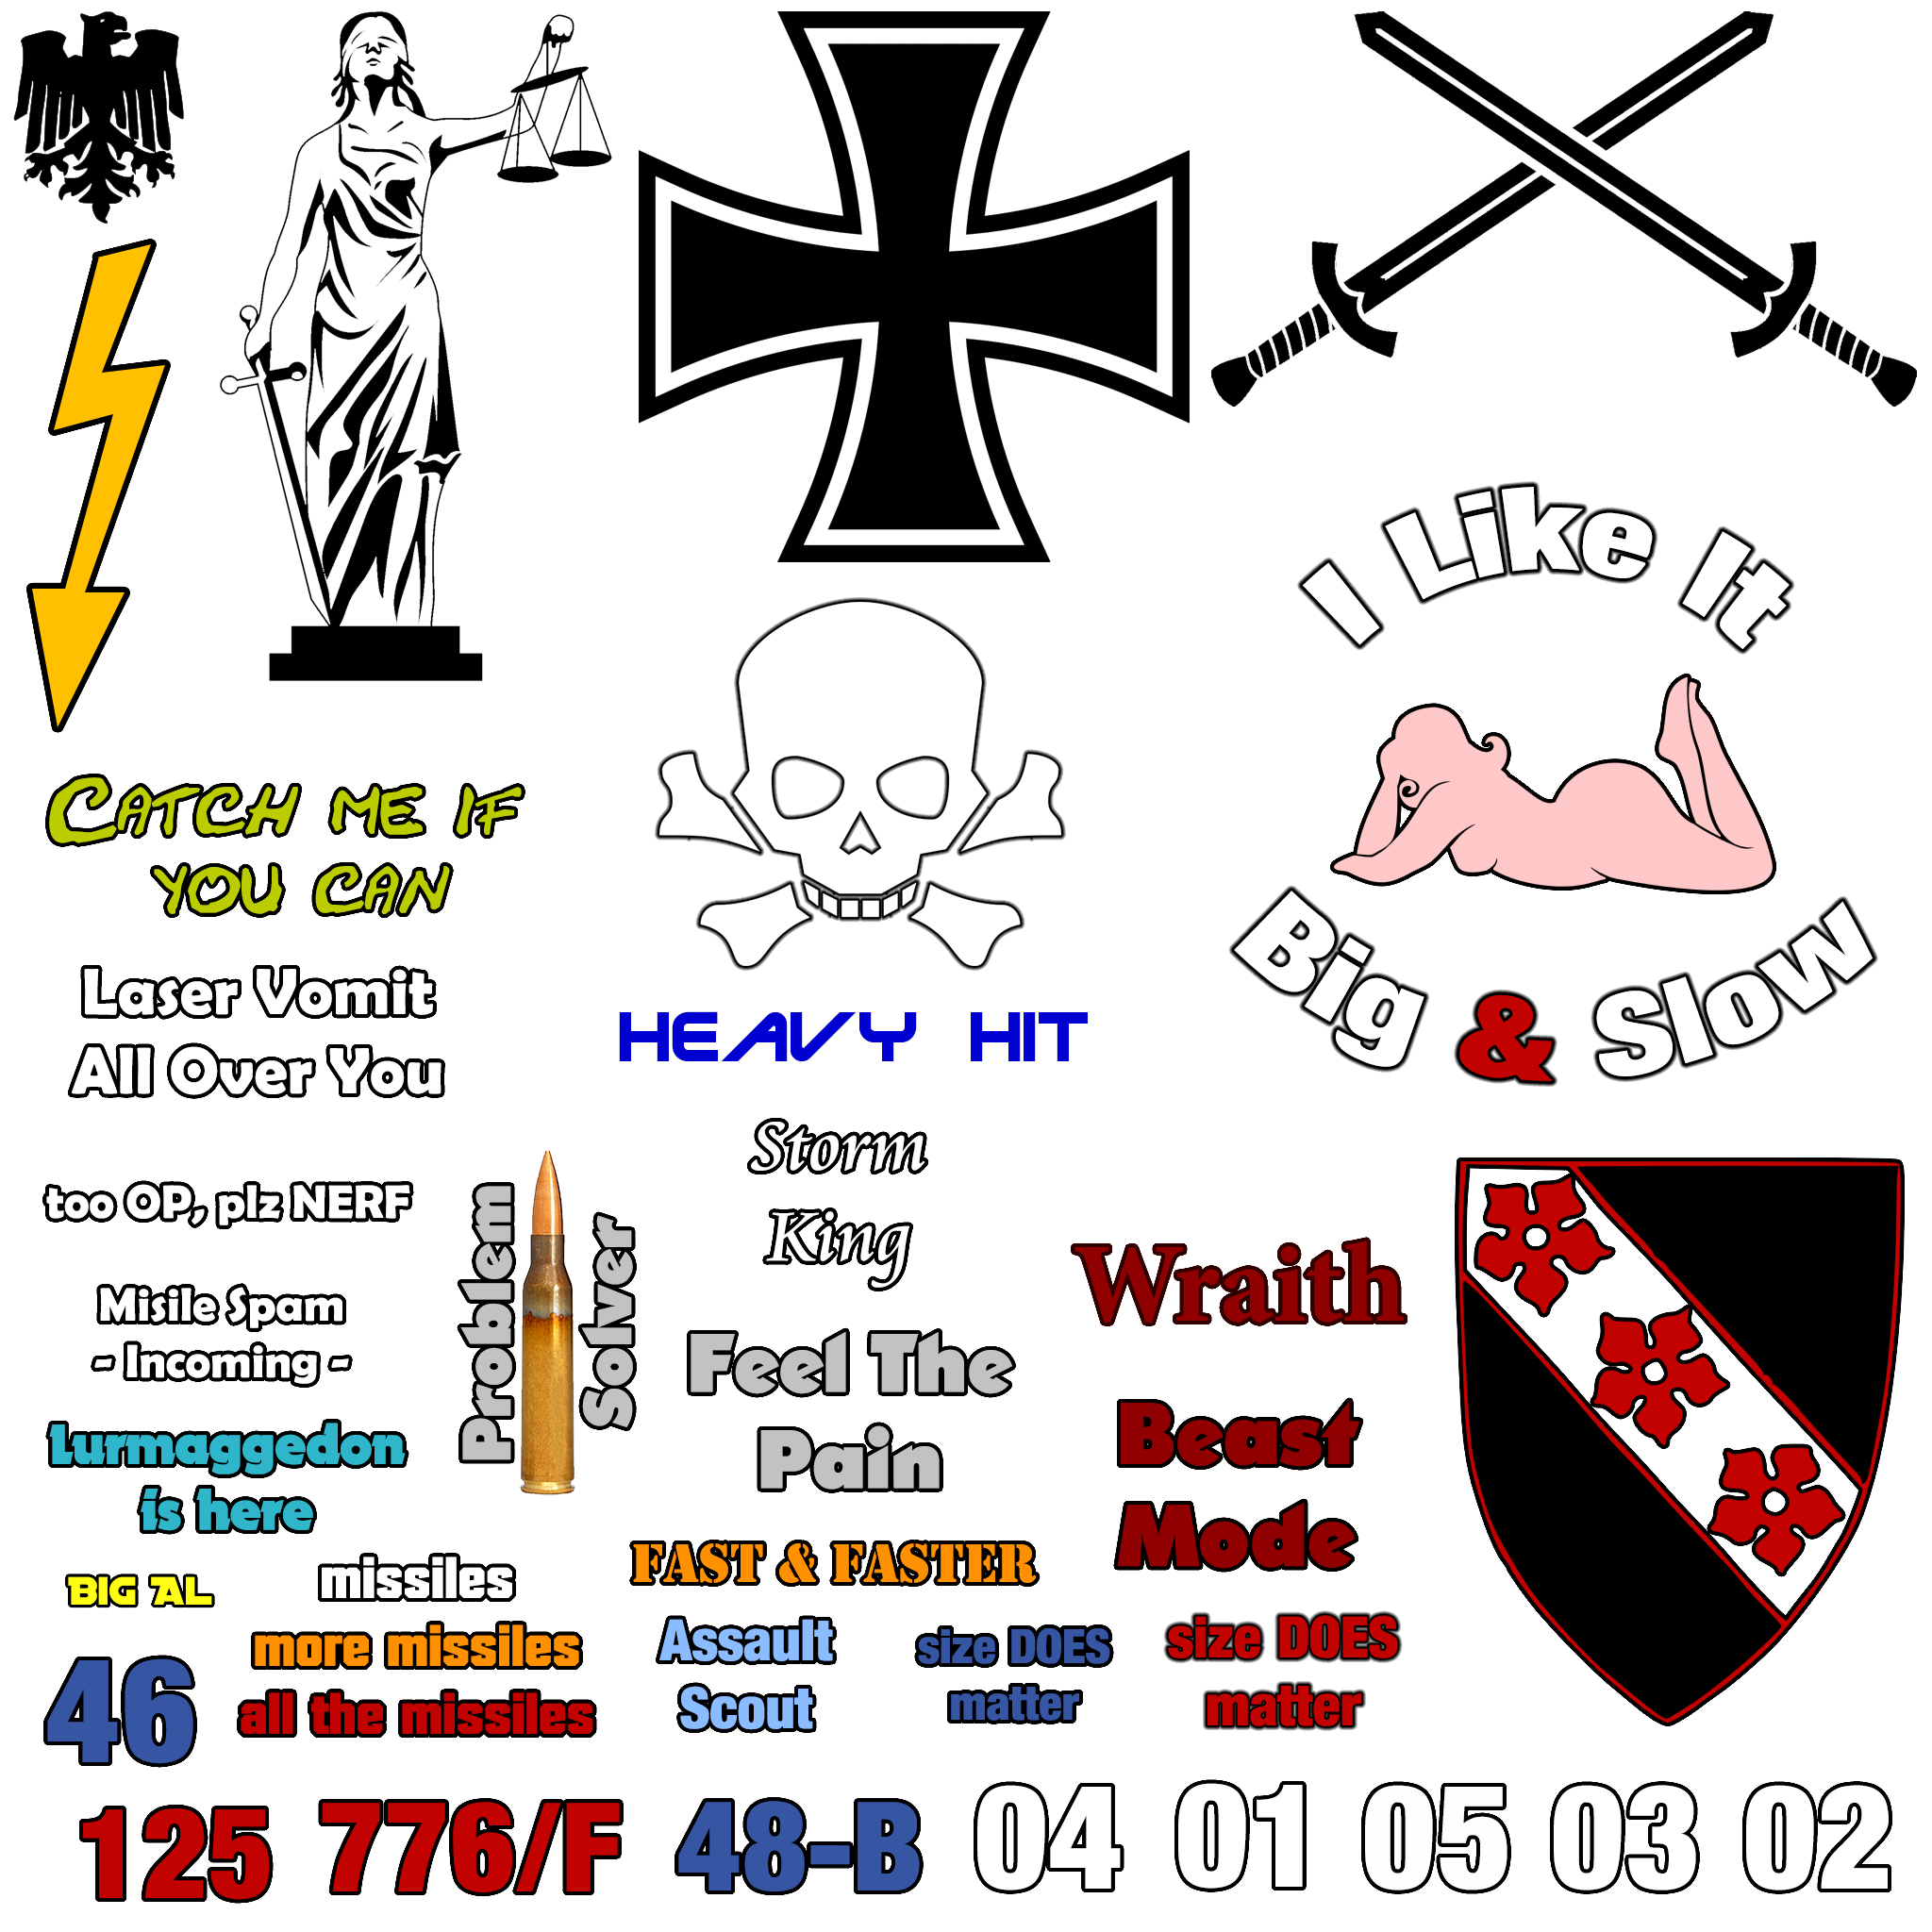 I Like It
Big & Slow
Catch me if
you can
Laser Vomit
All Over You
HEAVY HIT
Storm
King
too OP, plz NERF
Problem
Solver
Wraith
Misile Spam
- Incoming -
Feel The
Pain
Beast
Mode
Lurmaggedon
is here
BIG AL
missiles
more missiles
all the missiles
FAST & FASTER
Assault
Scout
size DOES
matter
size DOES
matter
46
125
776/F
48-B
04
01
05
03
02